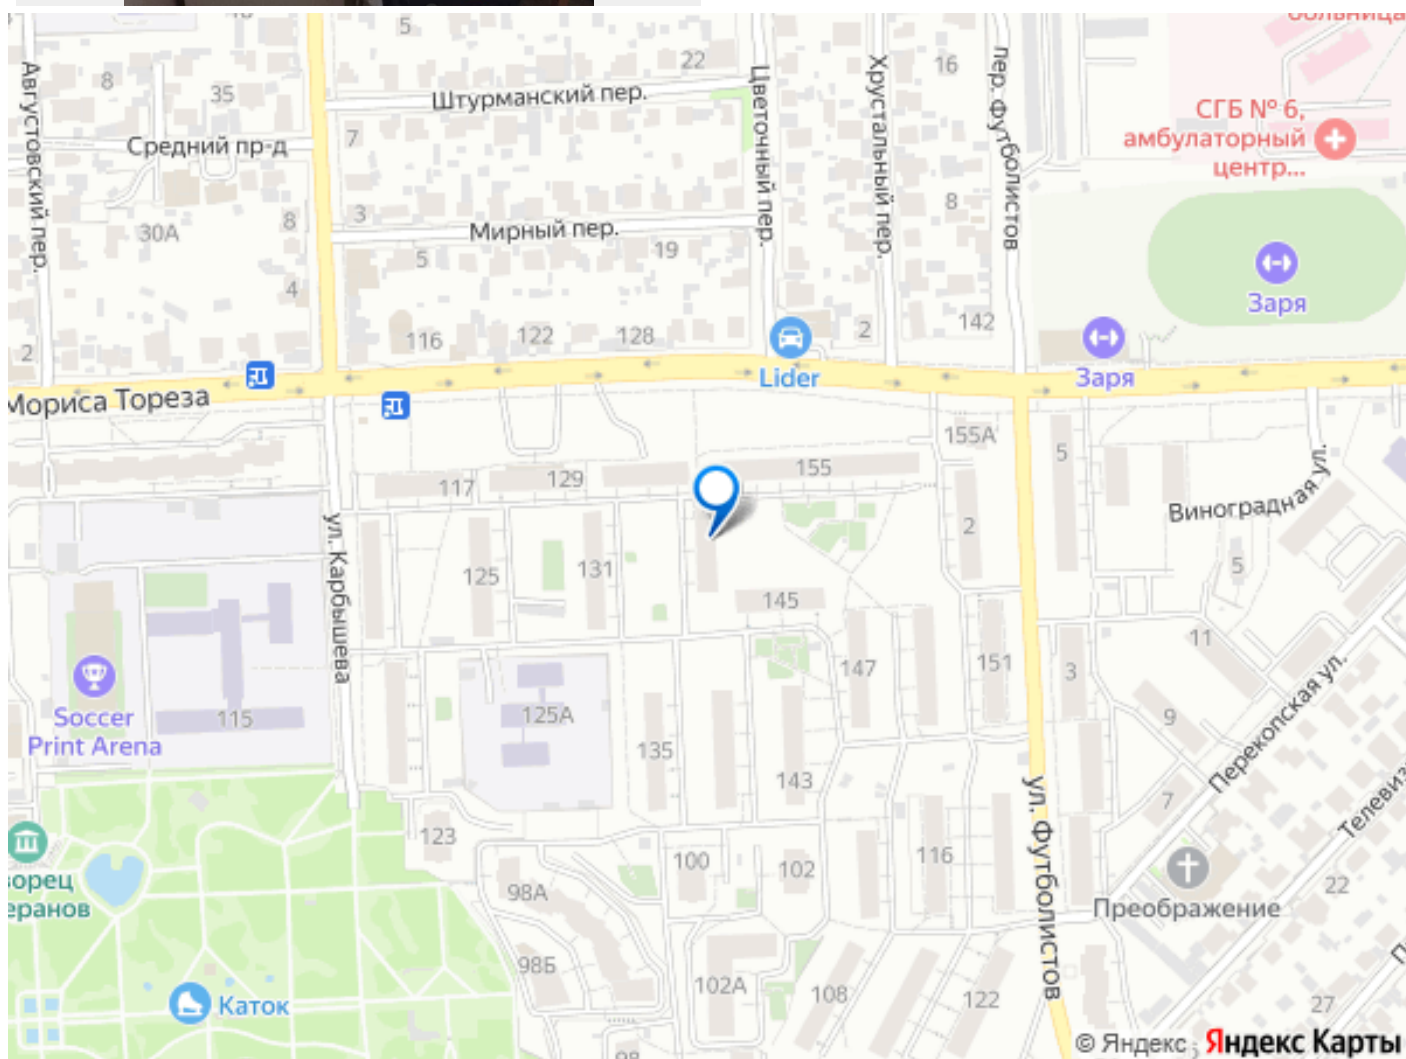 больница
5
8
22
16
Августовский пер.
35
Штурманский пер.
Цветочный пер.
Хрустальный пер.
пер. Футболистов
СГБ № 6,
амбулаторный
центр...
7
Средний пр-д
3
8
8
30А
Мирный пер.
19
5
4
Заря
116
122
128
2
142
2
Lider
Заря
Мориса Тореза
155А
5
117
129
155
Виноградная ул.
2
ул. Карбышева
125
131
5
145
11
147
151
3
Перекопская ул.
115
125А
9
Soccer
Print Arena
135
143
7
ул. Футболистов
Телевиз
123
100
102
116
22
98А
Преображение
98Б
102А
108
122
27
Каток
98
© Яндекс
Яндекс Карты